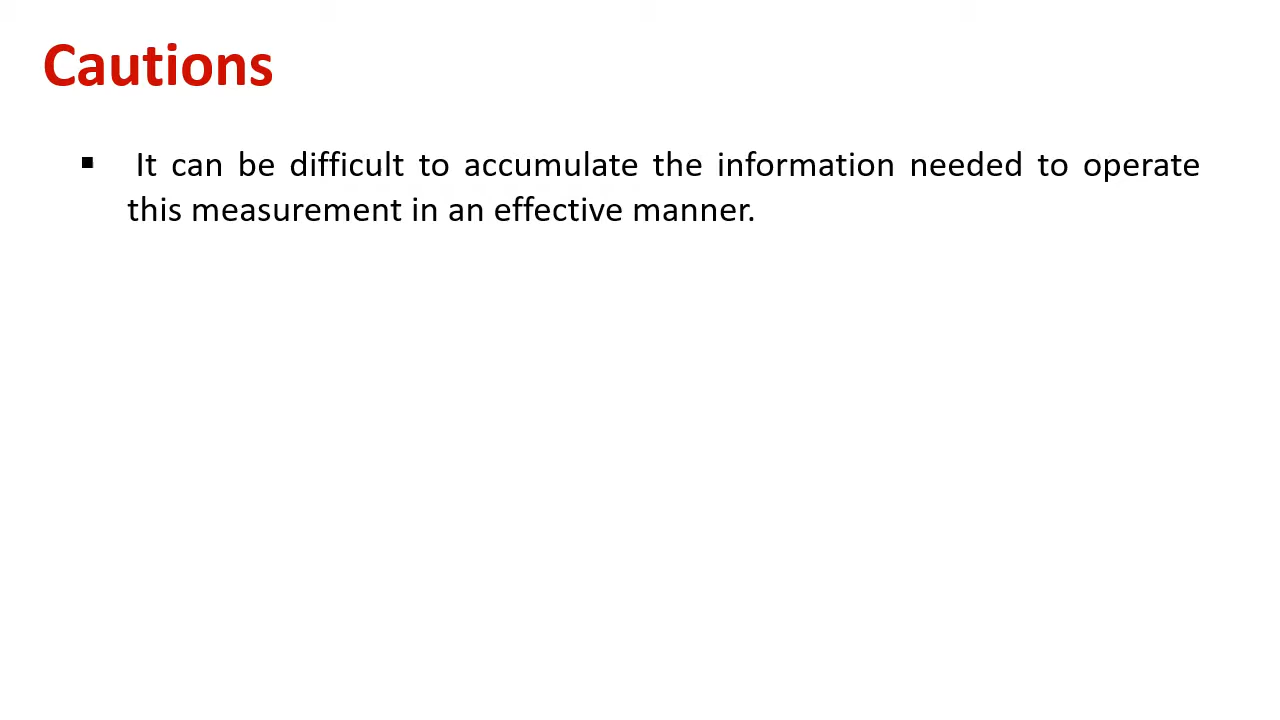 Cautions
▪ It can be difficult to accumulate the information needed to operate
this measurement in an effective manner.